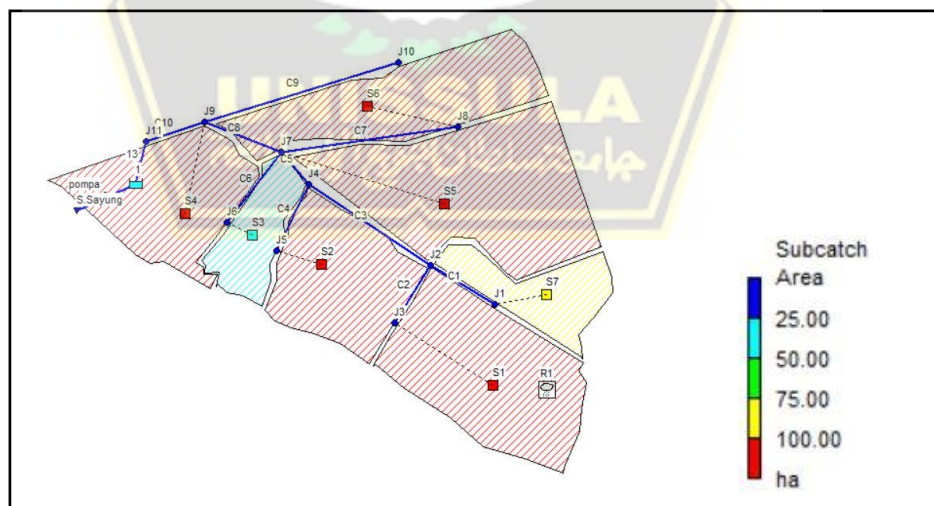 UNISSULA
جامعة
J10
C9
S6
J9
J8
J11
C8
C7
J7
C5
13
1
J4
C6
pompa
S4
S5
S.Sayung
J6
S3
C4
C3
J5
S2
J2
C1
C2
S7
J1
J3
S1
R1
Subcatch
Area
25.00
50.00
75.00
100.00
ha